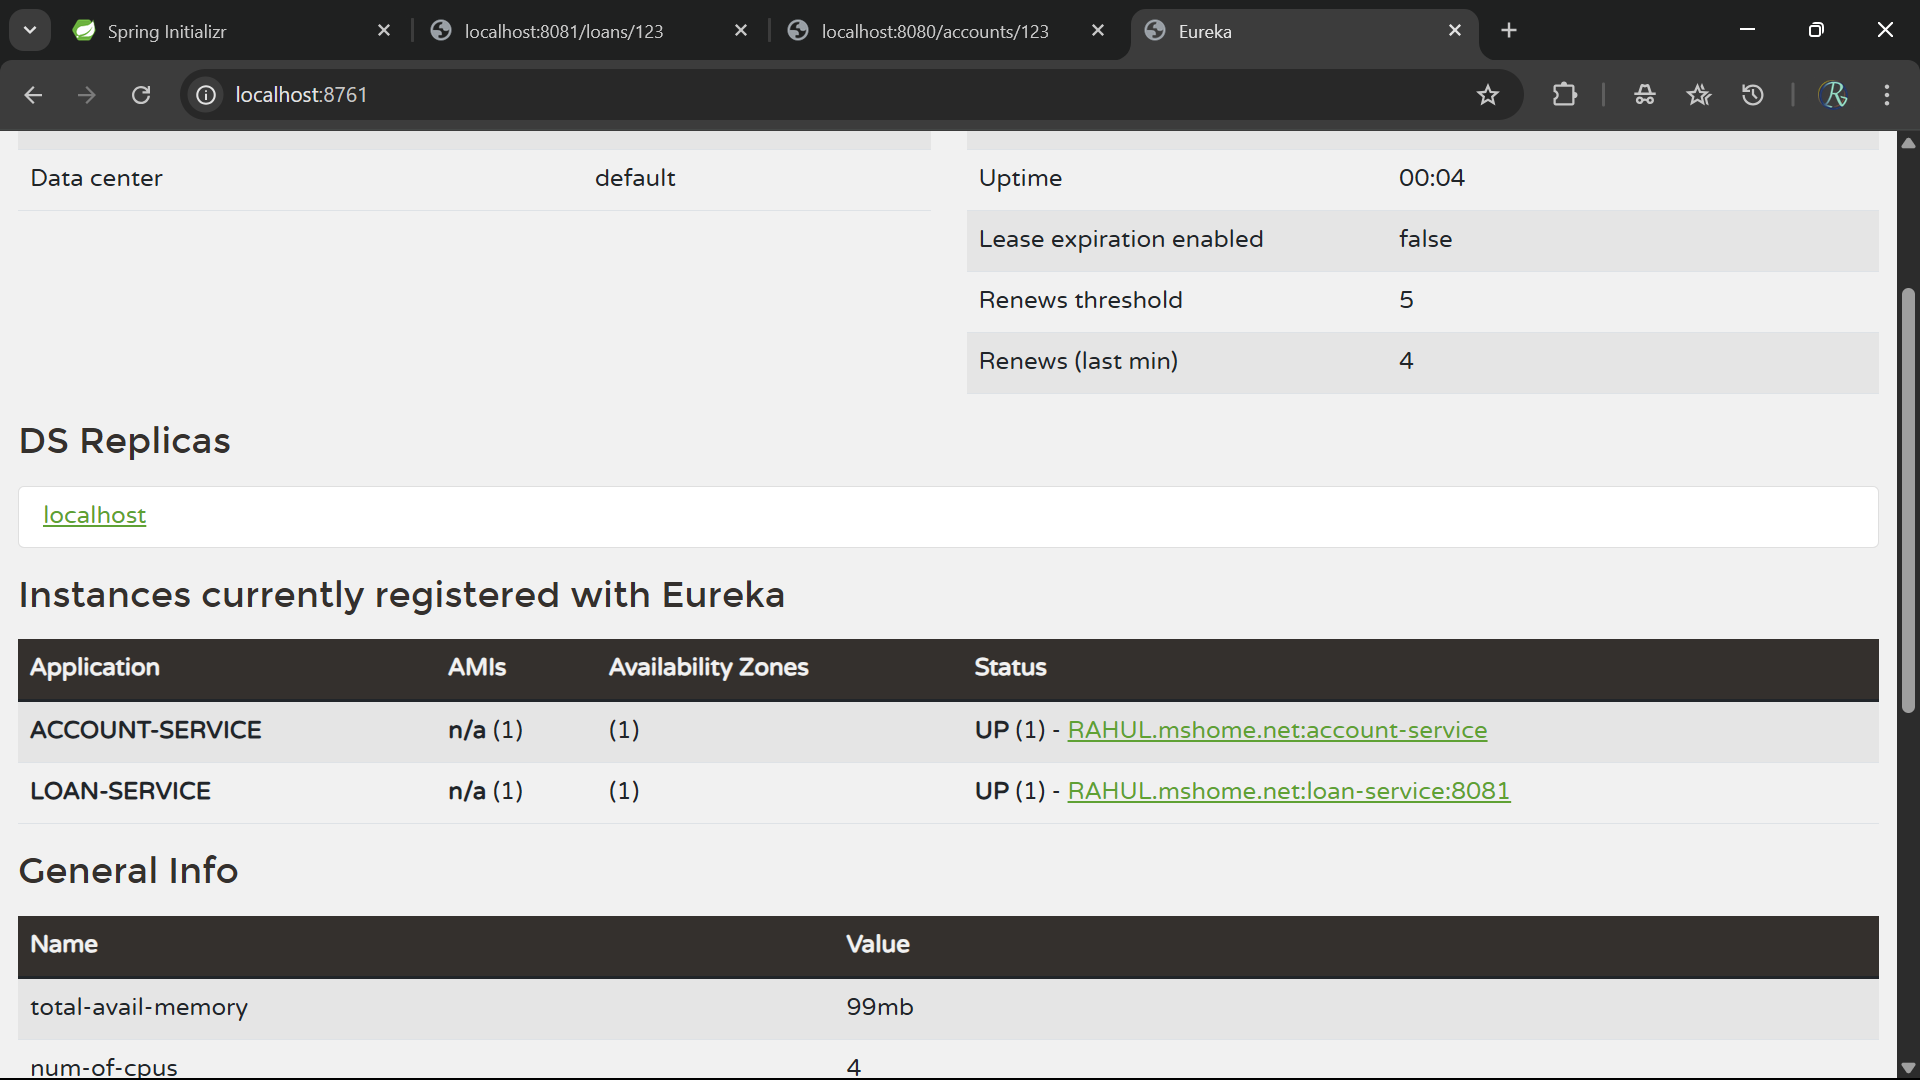 Spring Initializr
localhost:8081/loans/123
localhost:8080/accounts/123
Eureka
localhost:8761
Data center default
Uptime 00:04
Lease expiration enabled false
Renews threshold 5
Renews (last min) 4
DS Replicas
localhost
Instances currently registered with Eureka
Application AMIs Availability Zones Status
ACCOUNT-SERVICE n/a (1) (1) UP (1) - RAHUL.mshome.net:account-service
LOAN-SERVICE n/a (1) (1) UP (1) - RAHUL.mshome.net:loan-service:8081
General Info
Name Value
total-avail-memory 99mb
num-of-cpus 4